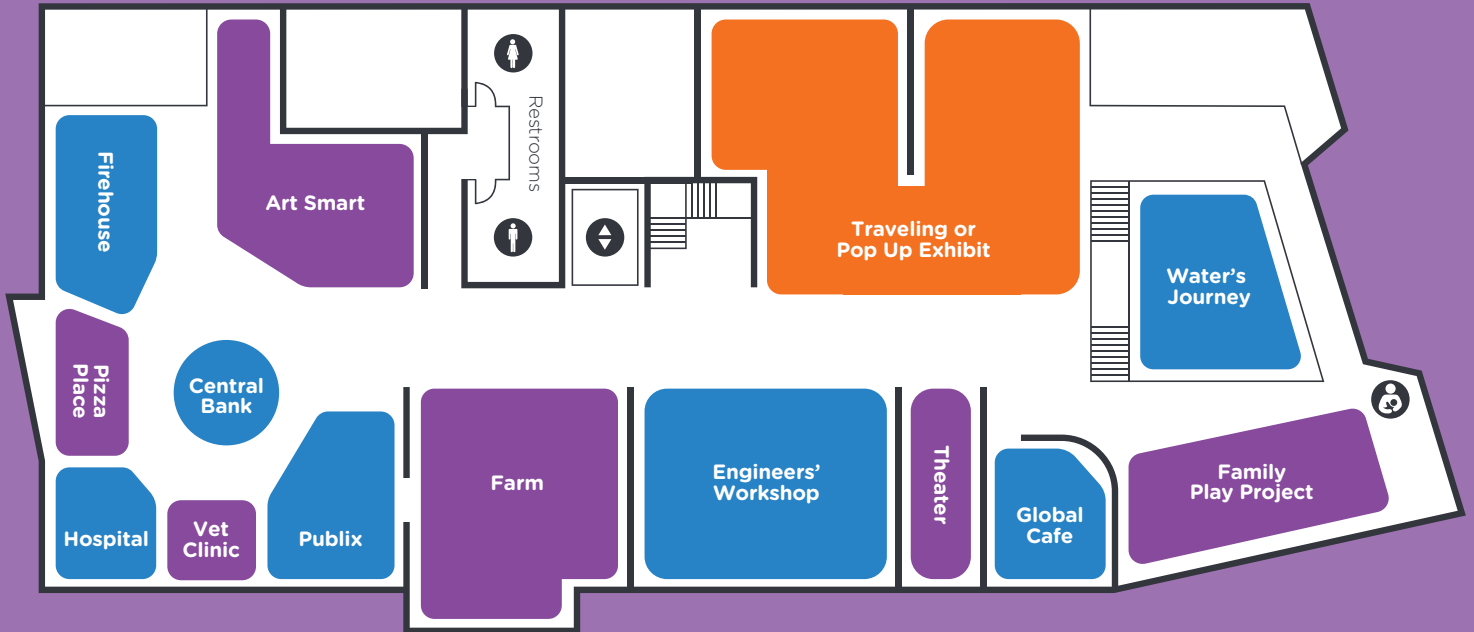 Restrooms
Firehouse
Art Smart
Traveling or
Pop Up Exhibit
Water's
Journey
Pizza
Place
Central
Bank
Farm
Engineers'
Workshop
Theater
Global
Cafe
Family
Play Project
Hospital
Vet
Clinic
Publix